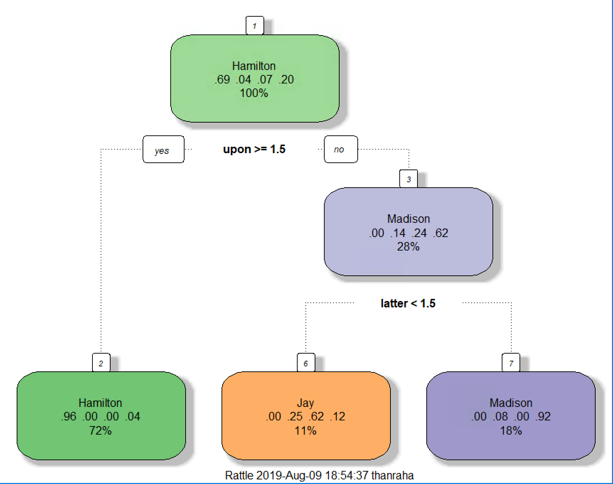 1
Hamilton
.69 .04 .07 .20
100%
yes upon >= 1.5 no
3
Madison
.00 .14 .24 .62
28%
latter < 1.5
2
Hamilton
.96 .00 .00 .04
72%
6
Jay
.00 .25 .62 .12
11%
7
Madison
.00 .08 .00 .92
18%
Rattle 2019-Aug-09 18:54:37 thanraha